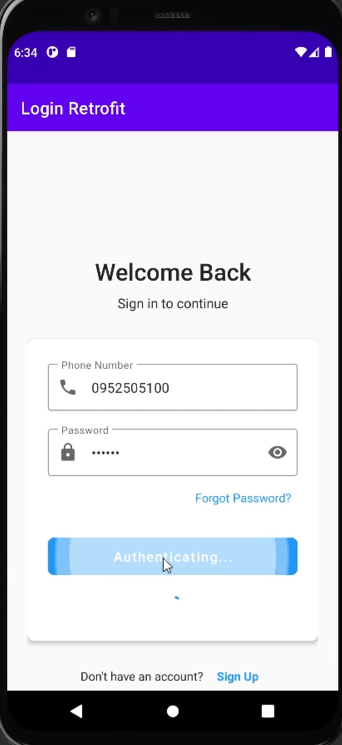 6:34
Login Retrofit
Welcome Back
Sign in to continue
Phone Number
0952505100
Password
••••••
Forgot Password?
Authenticating...
Don't have an account? Sign Up